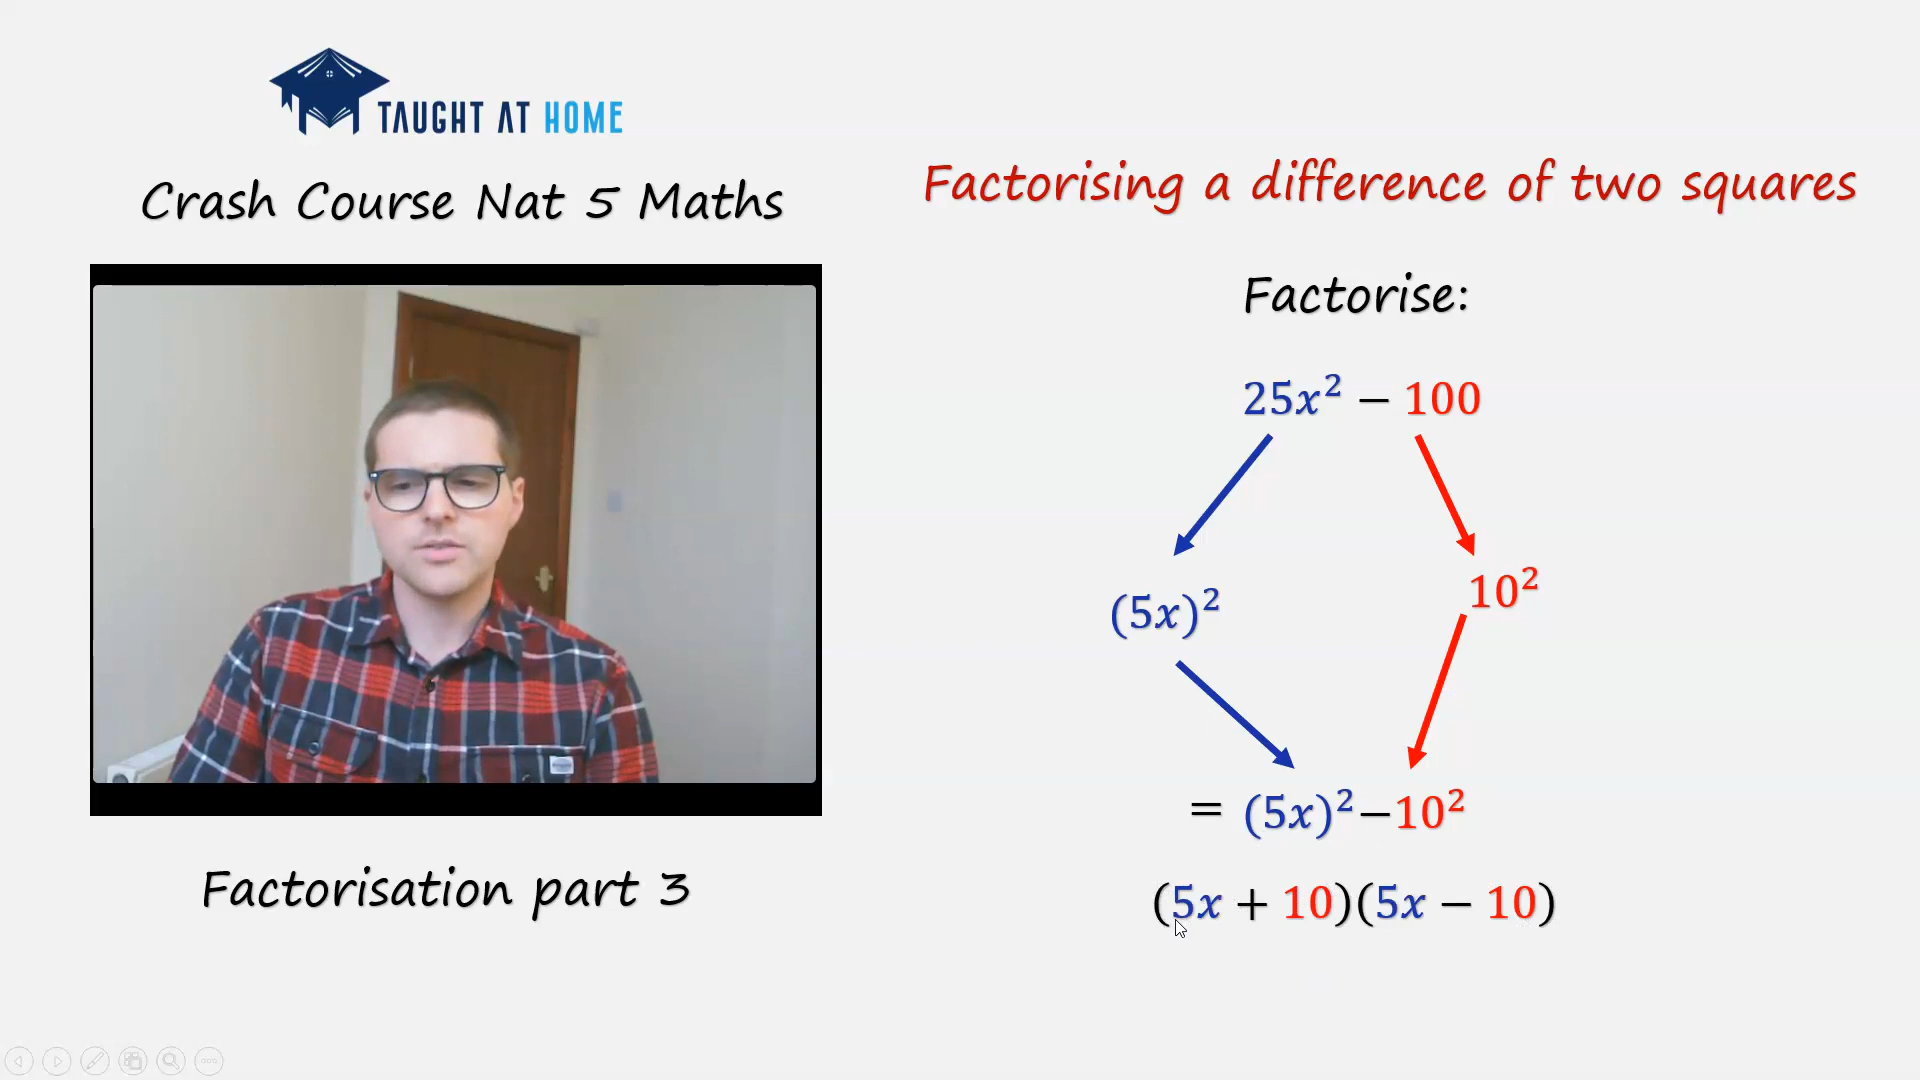 TAUGHT AT HOME
Crash Course Nat 5 Maths
Factorising a difference of two squares
Factorise:
25x² − 100
(5x)²
10²
= (5x)²−10²
(5x + 10)(5x − 10)
Factorisation part 3